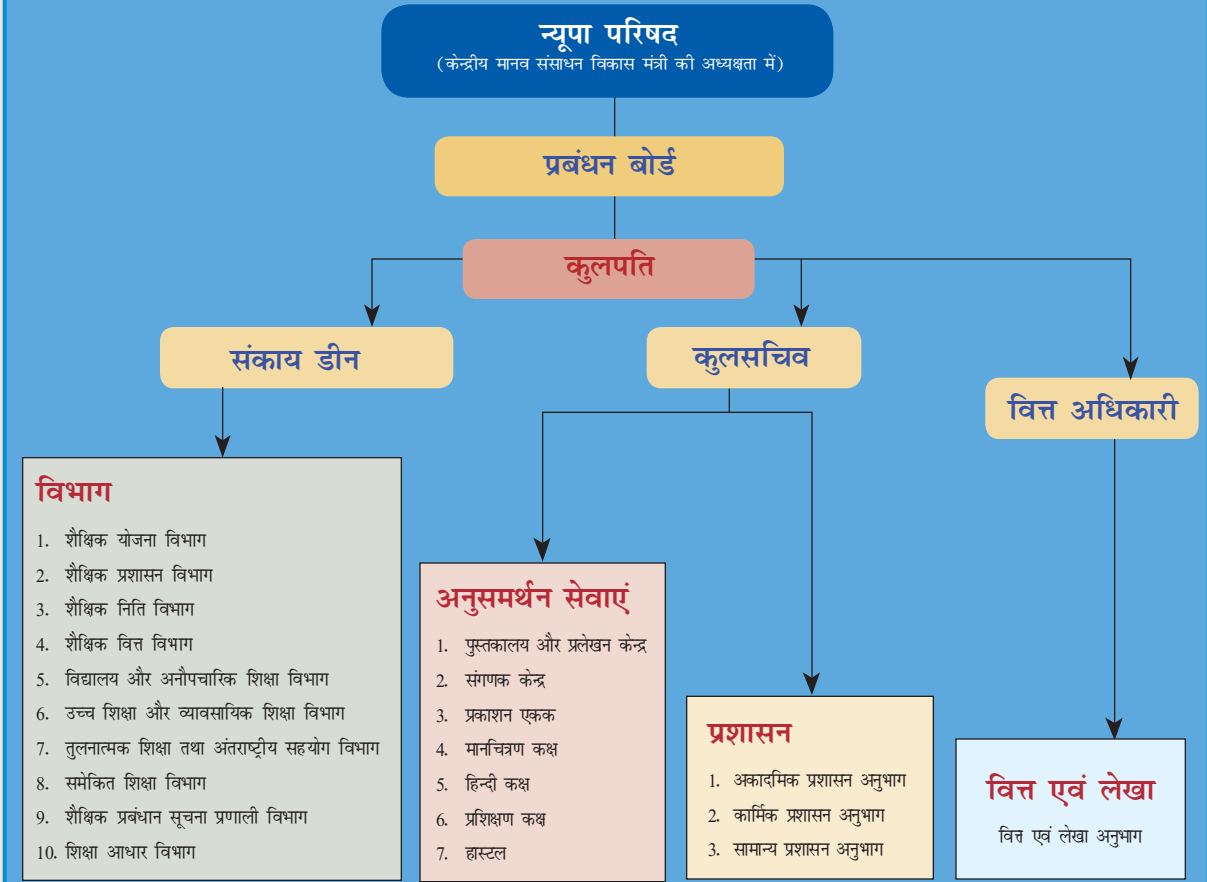 न्यूपा परिषद
(केन्द्रीय मानव संसाधन विकास मंत्री की अध्यक्षता में)
प्रबंधन बोर्ड
कुलपति
संकाय डीन
कुलसचिव
वित्त अधिकारी
विभाग
1. शैक्षिक योजना विभाग
2. शैक्षिक प्रशासन विभाग
3. शैक्षिक निति विभाग
4. शैक्षिक वित्त विभाग
5. विद्यालय और अनौपचारिक शिक्षा विभाग
6. उच्च शिक्षा और व्यावसायिक शिक्षा विभाग
7. तुलनात्मक शिक्षा तथा अंतराष्ट्रीय सहयोग विभाग
8. समेकित शिक्षा विभाग
9. शैक्षिक प्रबंधान सूचना प्रणाली विभाग
10. शिक्षा आधार विभाग
अनुसमर्थन सेवाएं
1. पुस्तकालय और प्रलेखन केन्द्र
2. संगणक केन्द्र
3. प्रकाशन एकक
4. मानचित्रण कक्ष
5. हिन्दी कक्ष
6. प्रशिक्षण कक्ष
7. हास्टल
प्रशासन
1. अकादमिक प्रशासन अनुभाग
2. कार्मिक प्रशासन अनुभाग
3. सामान्य प्रशासन अनुभाग
वित्त एवं लेखा
वित्त एवं लेखा अनुभाग